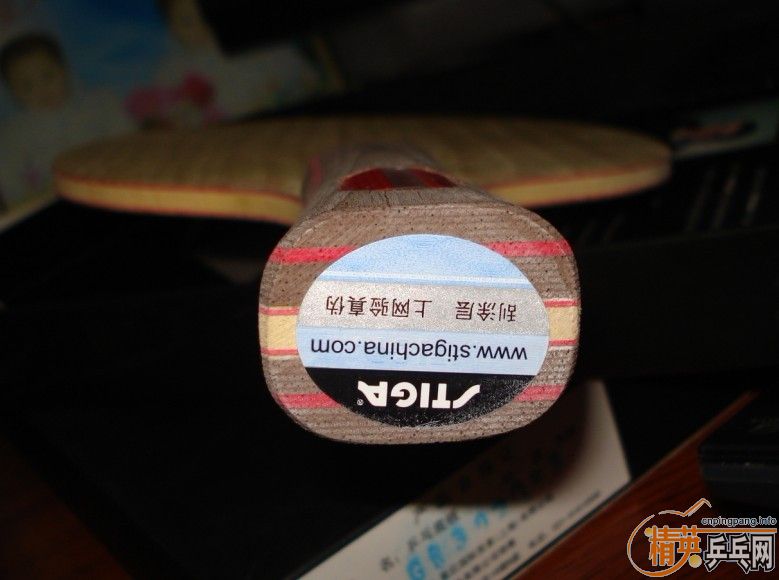 STIGA®
www.stigachina.com
刮涂层 上网验真伪
cnpingpang.info
精英乒乓网